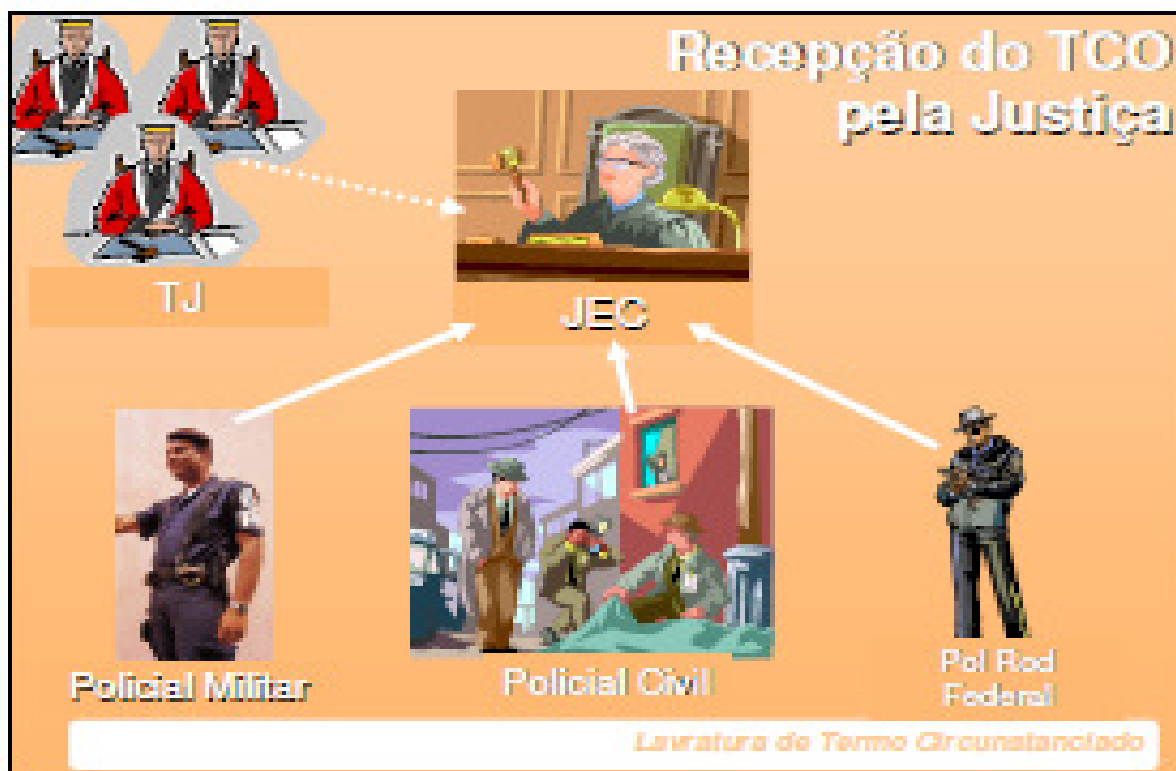 Recepção do TCO
pela Justiça
TJ
JEC
Policial Militar
Policial Civil
Pol Rod
Federal
Lavratura de Termo Circunstanciado